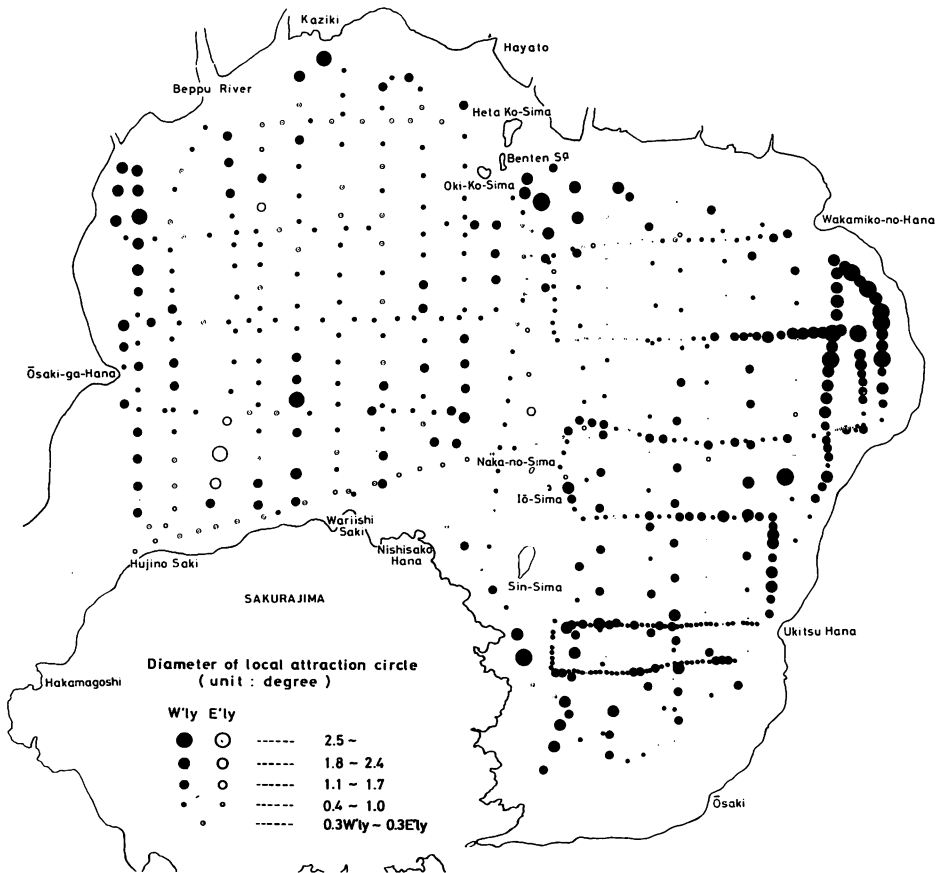 Kaziki
Hayato
Beppu River
Heta Ko-Sima
Benten Sª
Oki-Ko-Sima
Wakamiko-no-Hana
Ōsaki-ga-Hana
Naka-no-Sima
Iō-Sima
Wariishi
Saki
Nishisako
Hana
Hujino Saki
Sin-Sima
SAKURAJIMA
Ukitsu Hana
Hakamagoshi
Diameter of local attraction circle
( unit : degree )
W'ly E'ly
2.5 ~
1.8 ~ 2.4
1.1 ~ 1.7
0.4 ~ 1.0
0.3W'ly ~ 0.3E'ly
Ōsaki